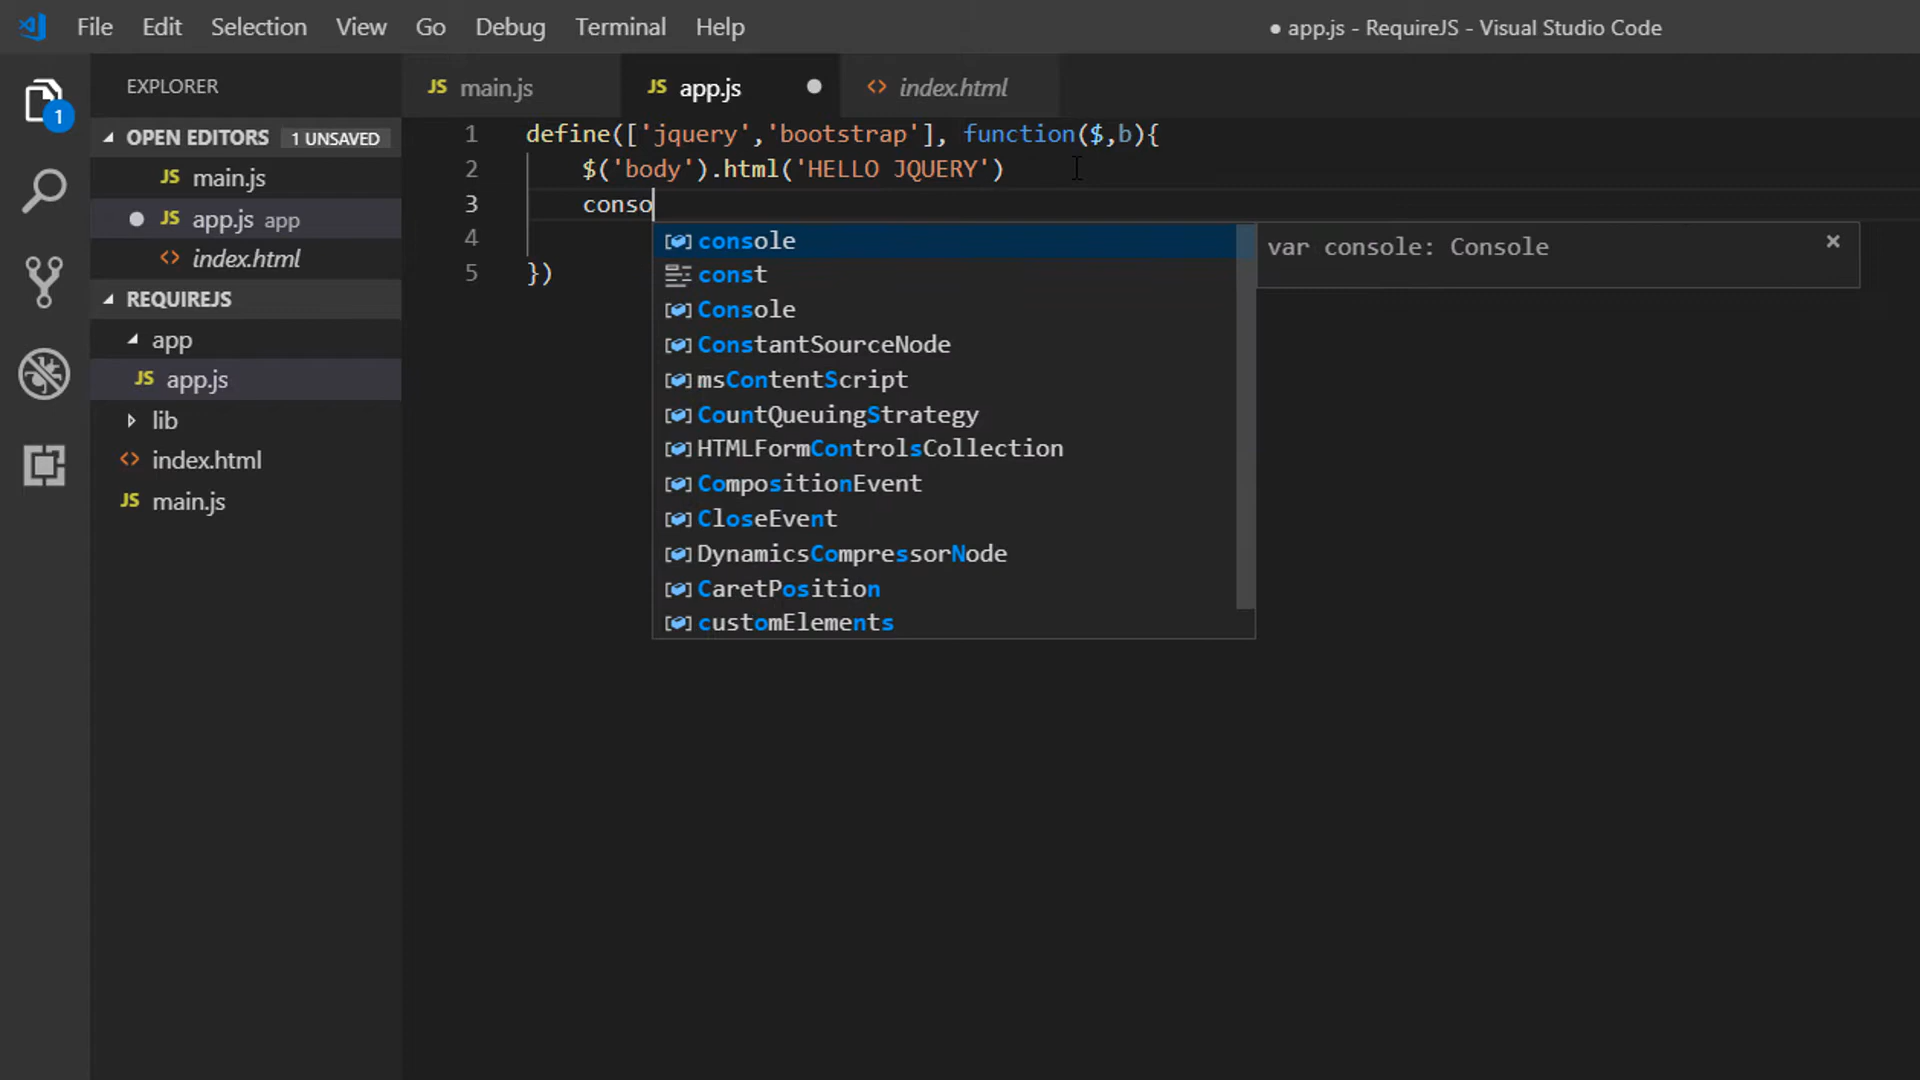 File Edit Selection View Go Debug Terminal Help
● app.js - RequireJS - Visual Studio Code
1
EXPLORER
OPEN EDITORS 1 UNSAVED
JS main.js
JS app.js app
<> index.html
REQUIREJS
app
JS app.js
lib
<> index.html
JS main.js
JS main.js
JS app.js
<> index.html
1 define(['jquery','bootstrap'], function($,b){
2 $('body').html('HELLO JQUERY')
3 conso
4
5 })
console
const
Console
ConstantSourceNode
msContentScript
CountQueuingStrategy
HTMLFormControlsCollection
CompositionEvent
CloseEvent
DynamicsCompressorNode
CaretPosition
customElements
var console: Console